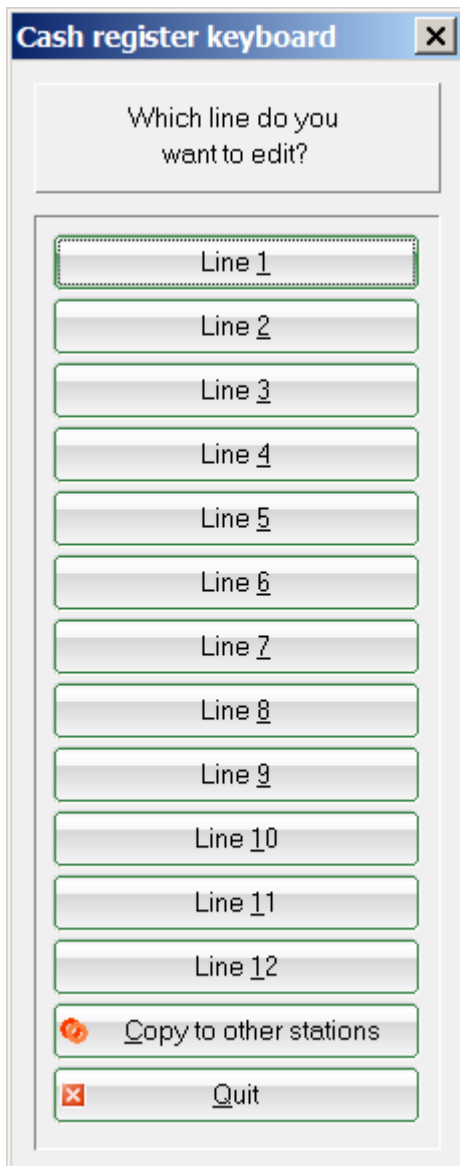 Cash register keyboard
Which line do you
want to edit?
Line 1
Line 2
Line 3
Line 4
Line 5
Line 6
Line 7
Line 8
Line 9
Line 10
Line 11
Line 12
Copy to other stations
Quit